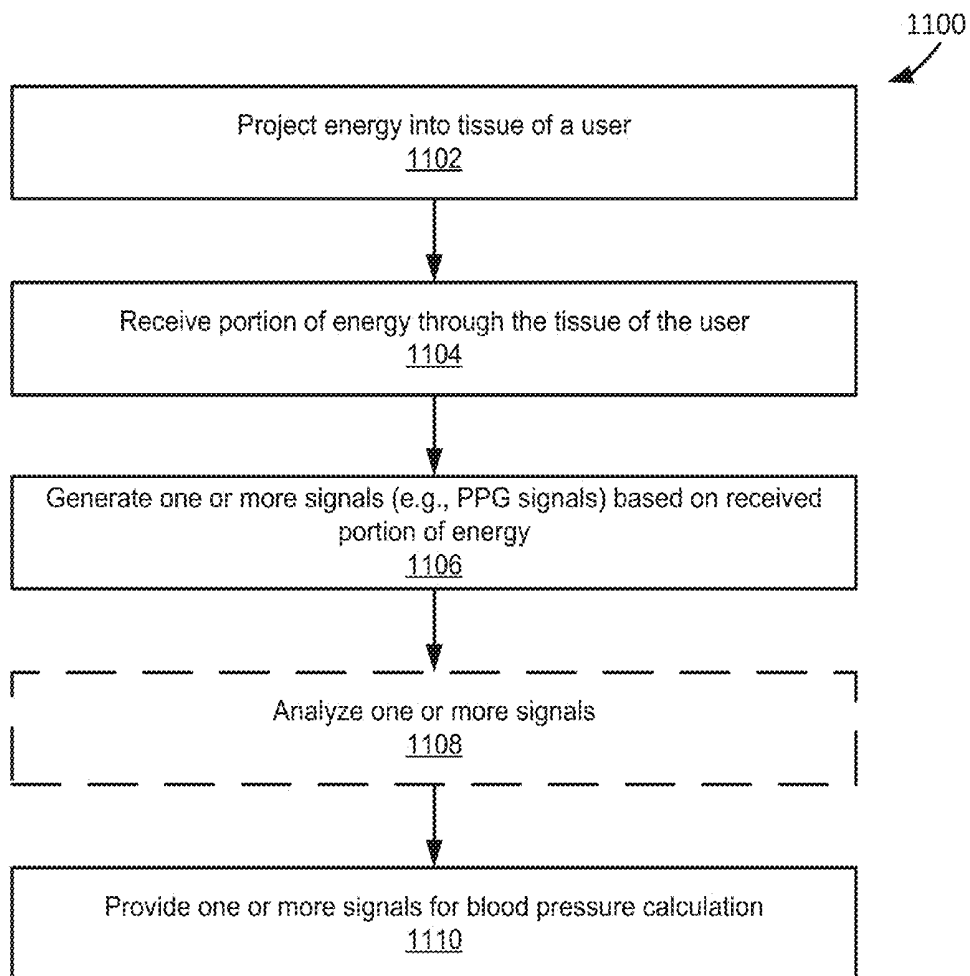 1100
Project energy into tissue of a user
1102
Receive portion of energy through the tissue of the user
1104
Generate one or more signals (e.g., PPG signals) based on received
portion of energy
1106
Analyze one or more signals
1108
Provide one or more signals for blood pressure calculation
1110